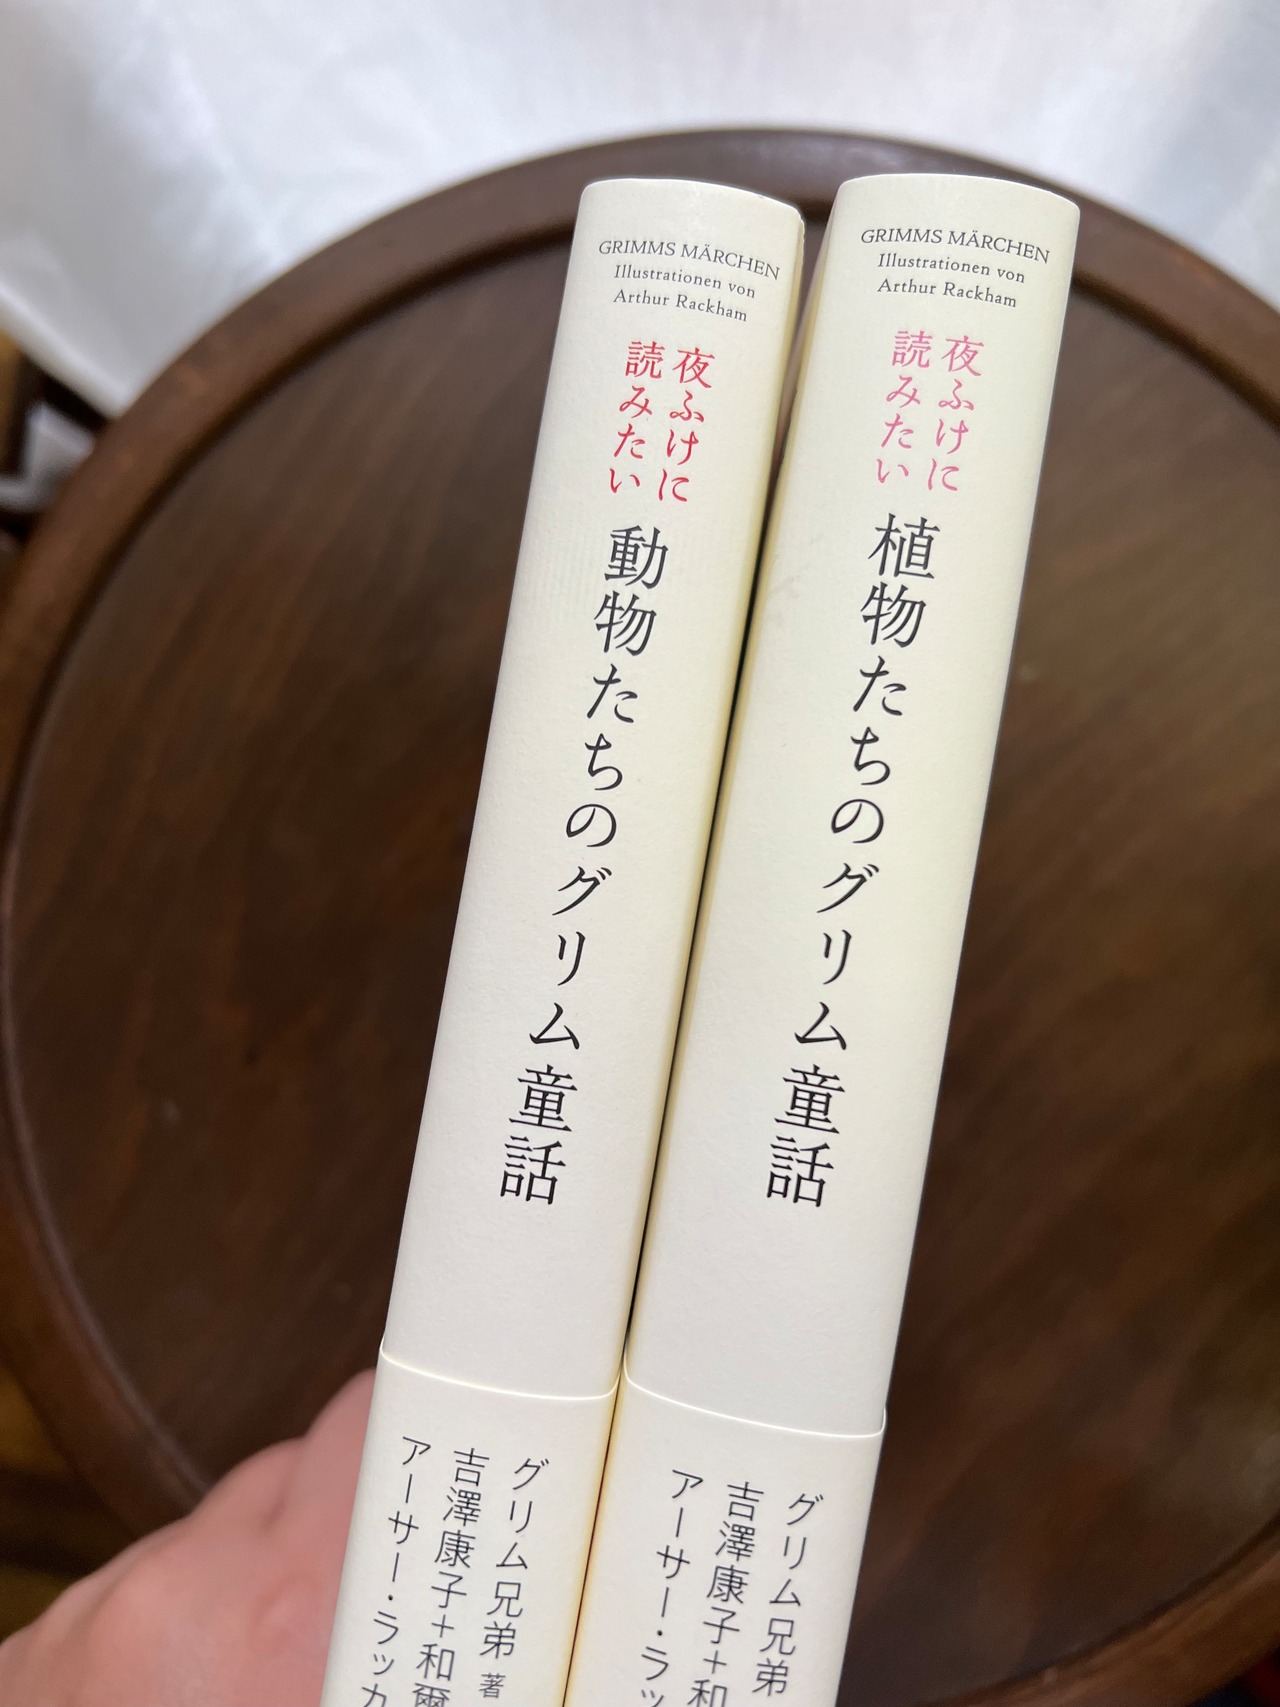 GRIMMS MÄRCHEN
Illustrationen von
Arthur Rackham
夜ふけに
読みたい
動物たちのグリム童話
グリム兄弟 著
吉澤康子+和爾
アーサー・ラッカ
GRIMMS MÄRCHEN
Illustrationen von
Arthur Rackham
夜ふけに
読みたい
植物たちのグリム童話
グリム兄弟
吉澤康子+和
アーサー・ラッ